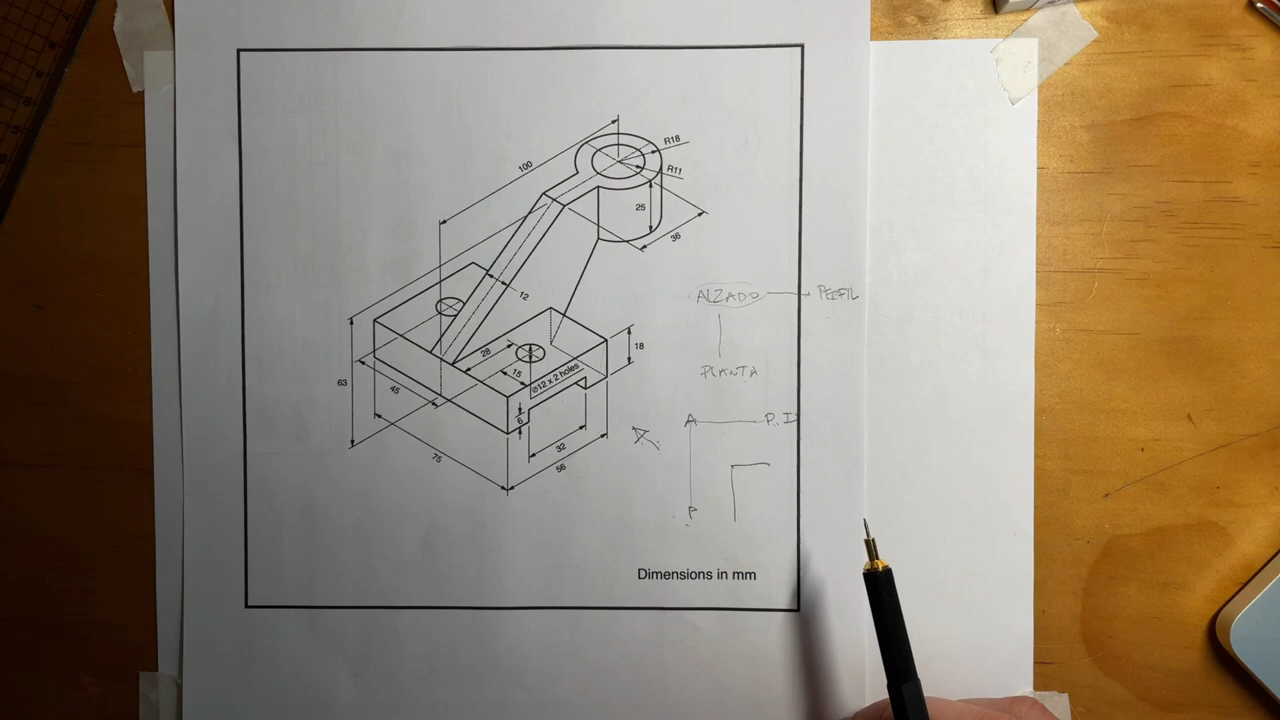 100
R18
R11
25
36
12
ALZADO PERFIL
18
28
15
ø12 x 2 holes
63
45
PLANTA
6
A P.I
32
75
56
P
Dimensions in mm